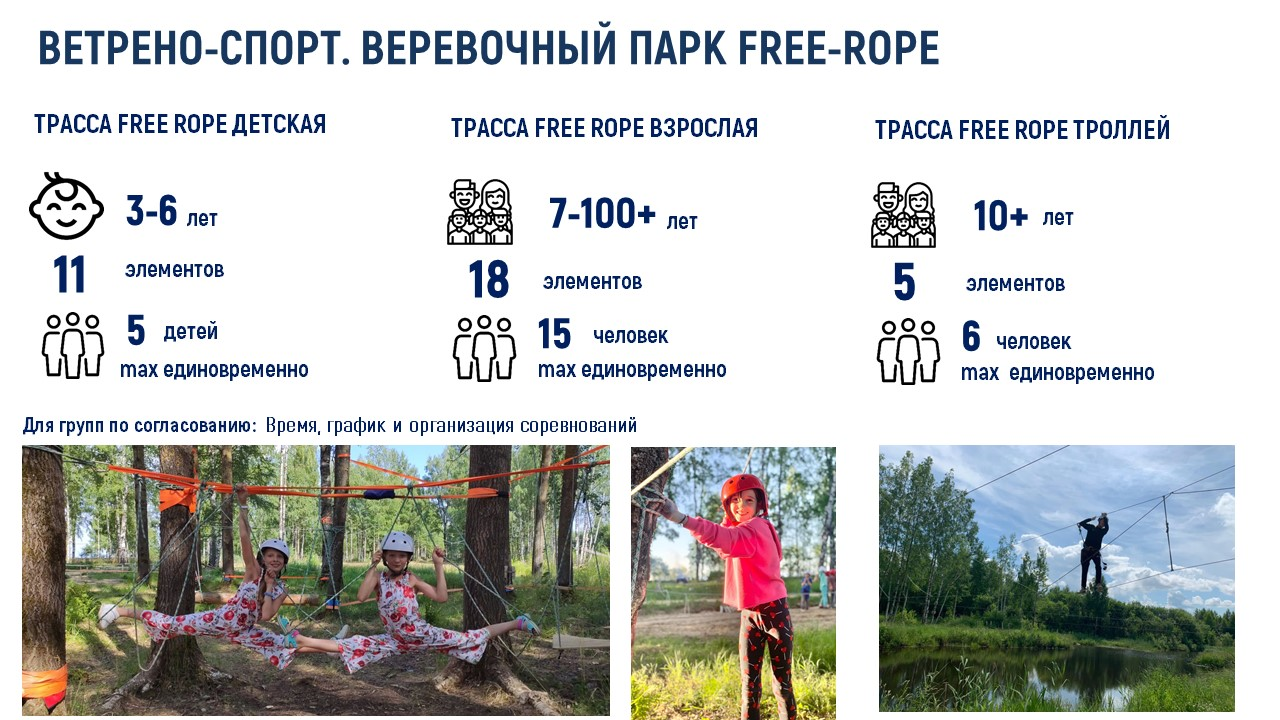 ВЕТРЕНО-СПОРТ. ВЕРЕВОЧНЫЙ ПАРК FREE-ROPE
ТРАССА FREE ROPE ДЕТСКАЯ
3-6 лет
11 элементов
5 детей
max единовременно
ТРАССА FREE ROPE ВЗРОСЛАЯ
7-100+ лет
18 элементов
15 человек
max единовременно
ТРАССА FREE ROPE ТРОЛЛЕЙ
10+ лет
5 элементов
6 человек
max единовременно
Для групп по согласованию: Время, график и организация соревнований